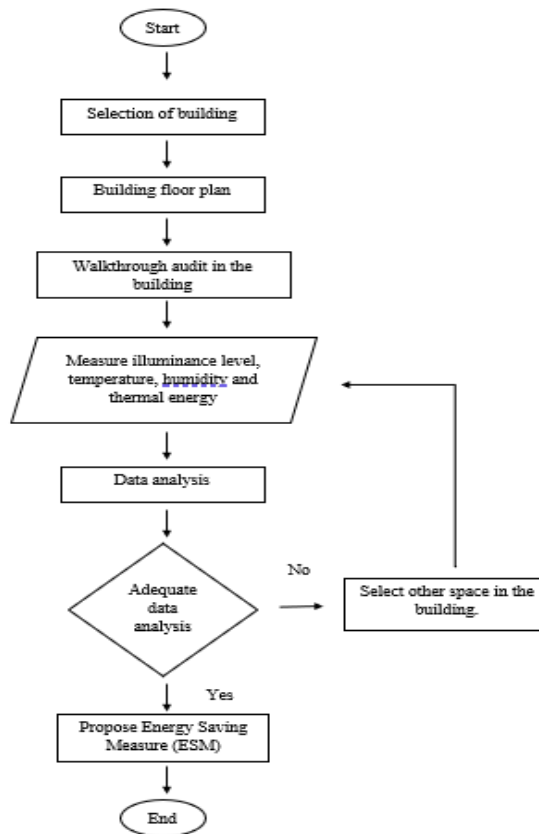 Start
Selection of building
Building floor plan
Walkthrough audit in the
building
Measure illuminance level,
temperature, humidity and
thermal energy
Data analysis
Adequate
data
analysis
No
Select other space in the
building.
Yes
Propose Energy Saving
Measure (ESM)
End